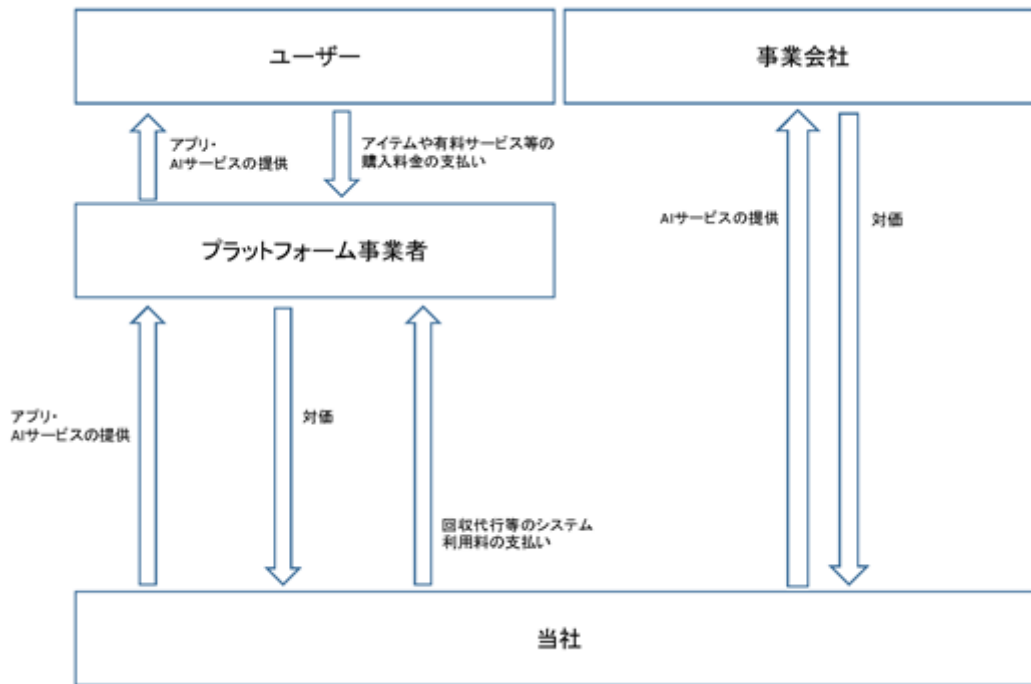 ユーザー
事業会社
アプリ・
AIサービスの提供
アイテムや有料サービス等の
購入料金の支払い
プラットフォーム事業者
AIサービスの提供
対価
アプリ・
AIサービスの提供
対価
回収代行等のシステム
利用料の支払い
当社